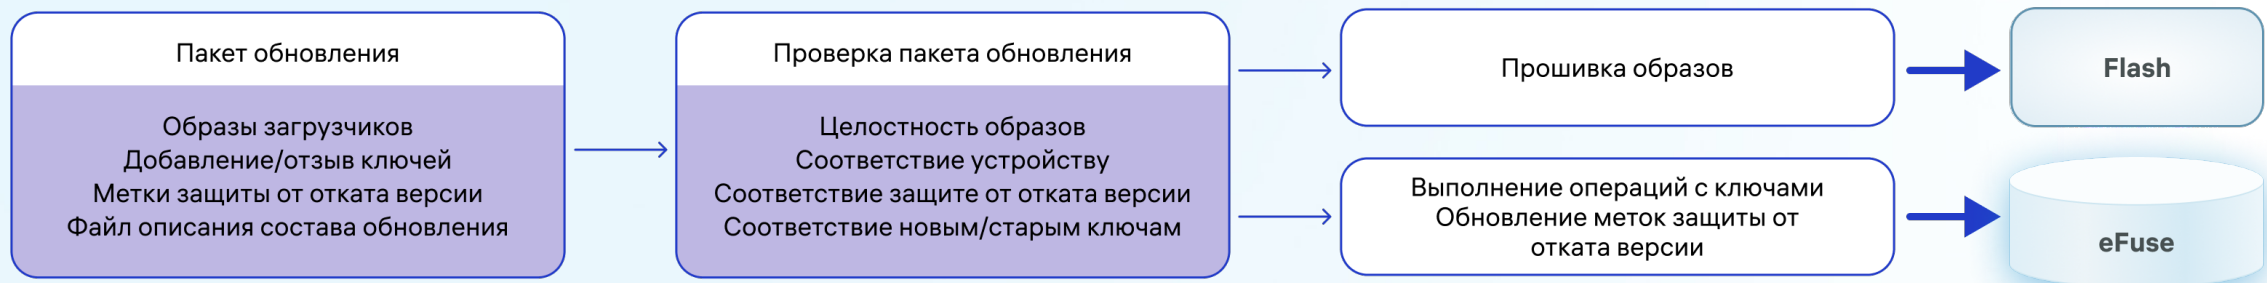 Пакет обновления
Образы загрузчиков
Добавление/отзыв ключей
Метки защиты от отката версии
Файл описания состава обновления
Проверка пакета обновления
Целостность образов
Соответствие устройству
Соответствие защите от отката версии
Соответствие новым/старым ключам
Прошивка образов
Flash
Выполнение операций с ключами
Обновление меток защиты от
отката версии
eFuse